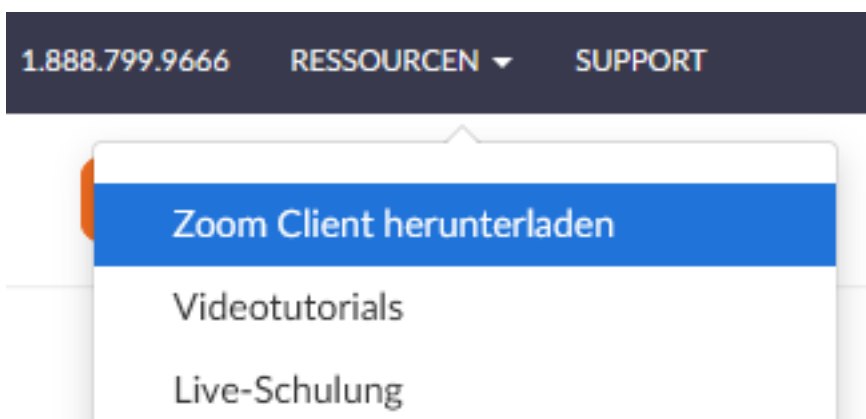 1.888.799.9666 RESSOURCEN SUPPORT
Zoom Client herunterladen
Videotutorials
Live-Schulung